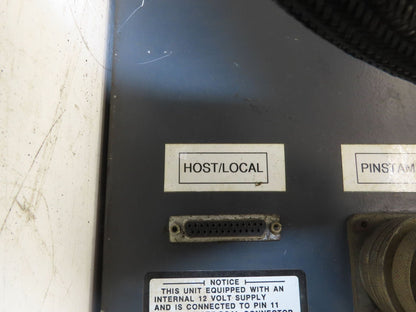 HOST/LOCAL
PINSTAM
NOTICE
THIS UNIT EQUIPPED WITH AN
INTERNAL 12 VOLT SUPPLY
AND IS CONNECTED TO PIN 11